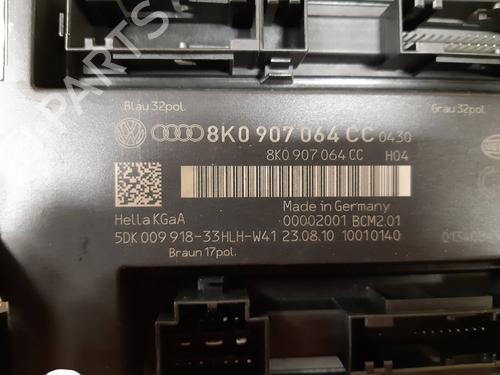 Blau 32pol.
Grau 32pol.
8K0 907 064 CC 0430
8K0 907 064 CC H04
Made in Germany
Hella KGaA
00002001 BCM2.01
5DK 009 918-33HLH-W41 23.08.10 10010140
Braun 17pol.